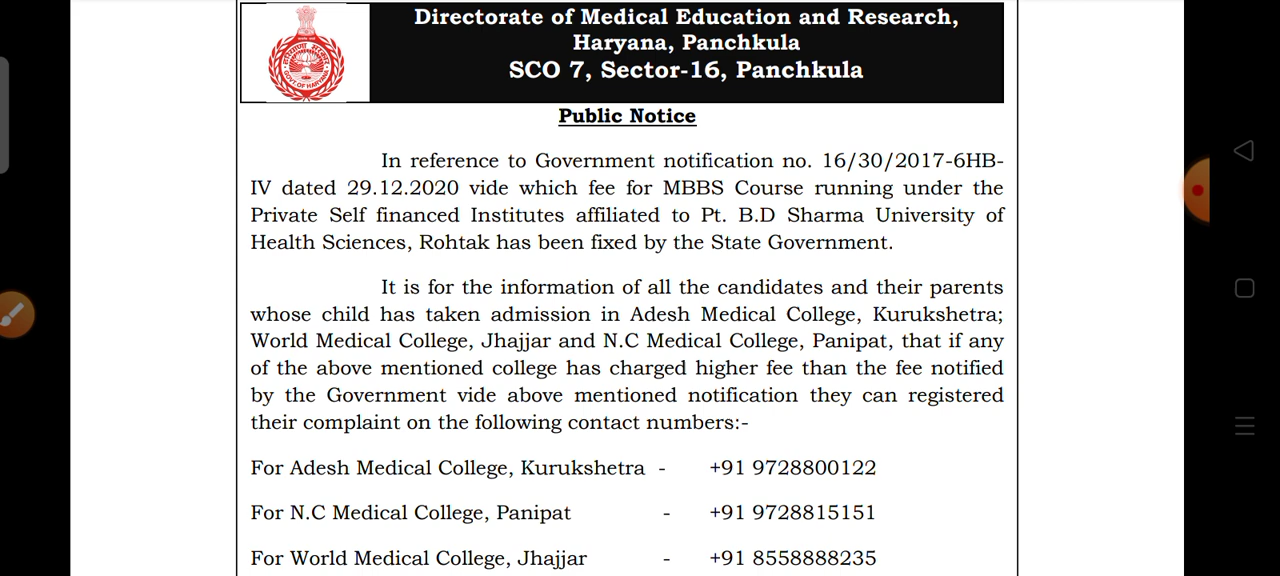 Directorate of Medical Education and Research,
Haryana, Panchkula
SCO 7, Sector-16, Panchkula
Public Notice
In reference to Government notification no. 16/30/2017-6HB-
IV dated 29.12.2020 vide which fee for MBBS Course running under the
Private Self financed Institutes affiliated to Pt. B.D Sharma University of
Health Sciences, Rohtak has been fixed by the State Government.
It is for the information of all the candidates and their parents
whose child has taken admission in Adesh Medical College, Kurukshetra;
World Medical College, Jhajjar and N.C Medical College, Panipat, that if any
of the above mentioned college has charged higher fee than the fee notified
by the Government vide above mentioned notification they can registered
their complaint on the following contact numbers:-
For Adesh Medical College, Kurukshetra - +91 9728800122
For N.C Medical College, Panipat - +91 9728815151
For World Medical College, Jhajjar - +91 8558888235